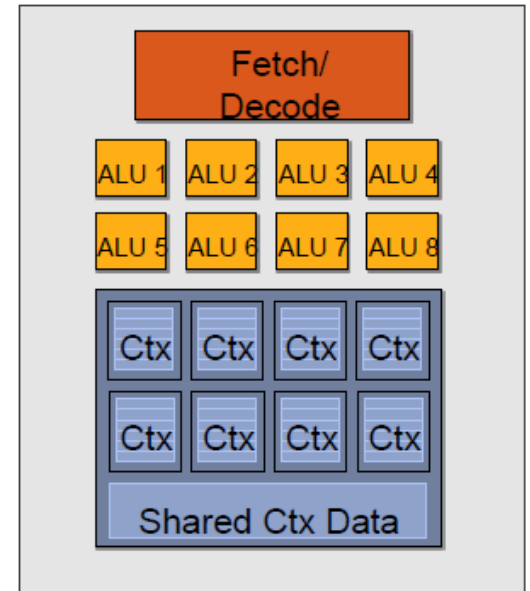 Fetch/
Decode
ALU 1 ALU 2 ALU 3 ALU 4
ALU 5 ALU 6 ALU 7 ALU 8
Ctx Ctx Ctx Ctx
Ctx Ctx Ctx Ctx
Shared Ctx Data